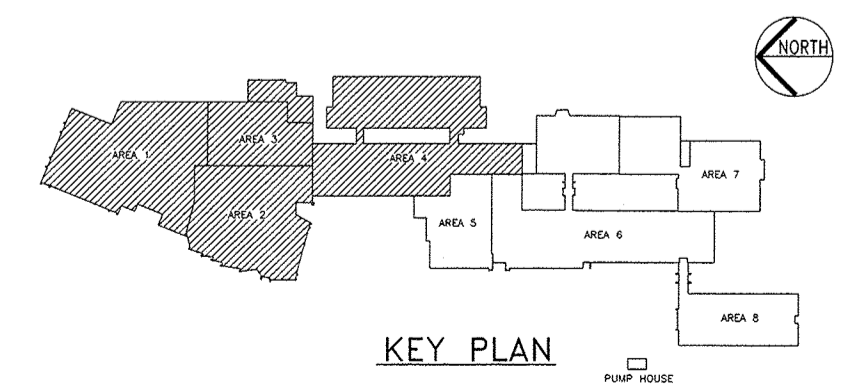 NORTH
AREA 1
AREA 3
AREA 4
AREA 2
AREA 7
AREA 5
AREA 6
AREA 8
KEY PLAN
PUMP HOUSE